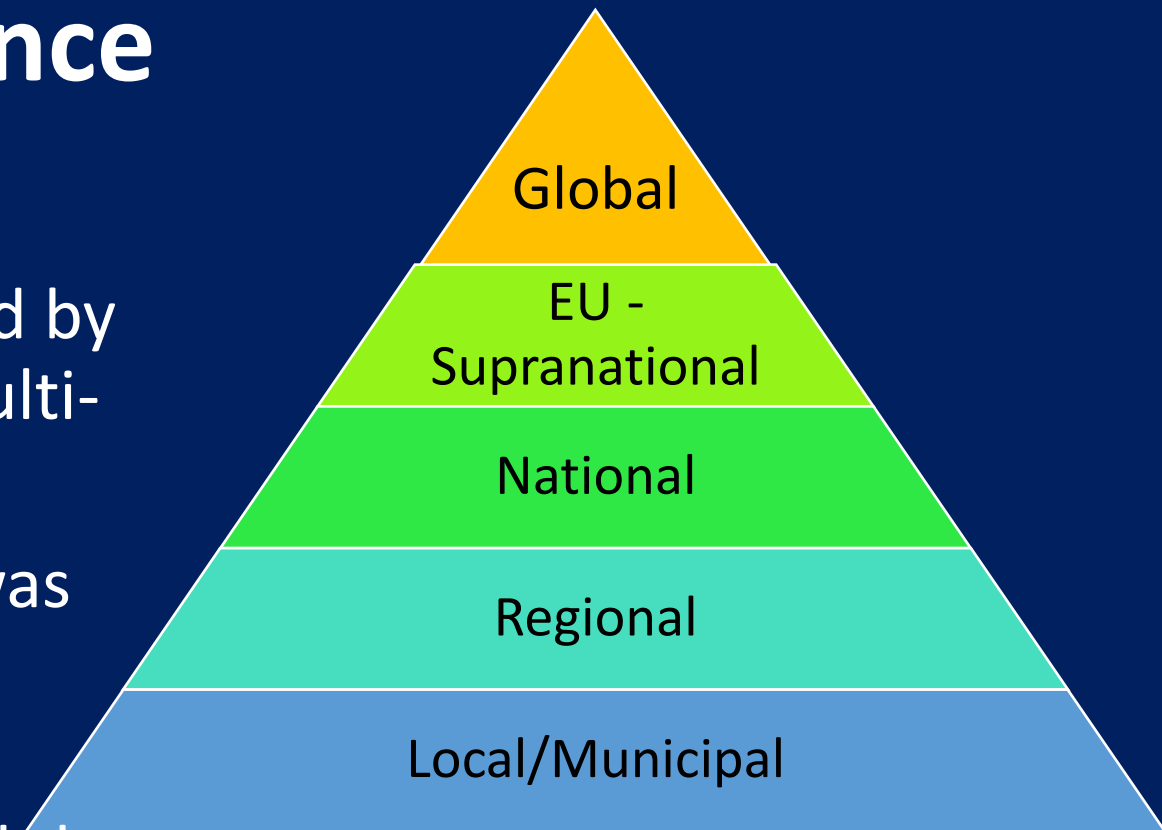 nce
d by
ulti-
vas
Global
EU -
Supranational
National
Regional
Local/Municipal